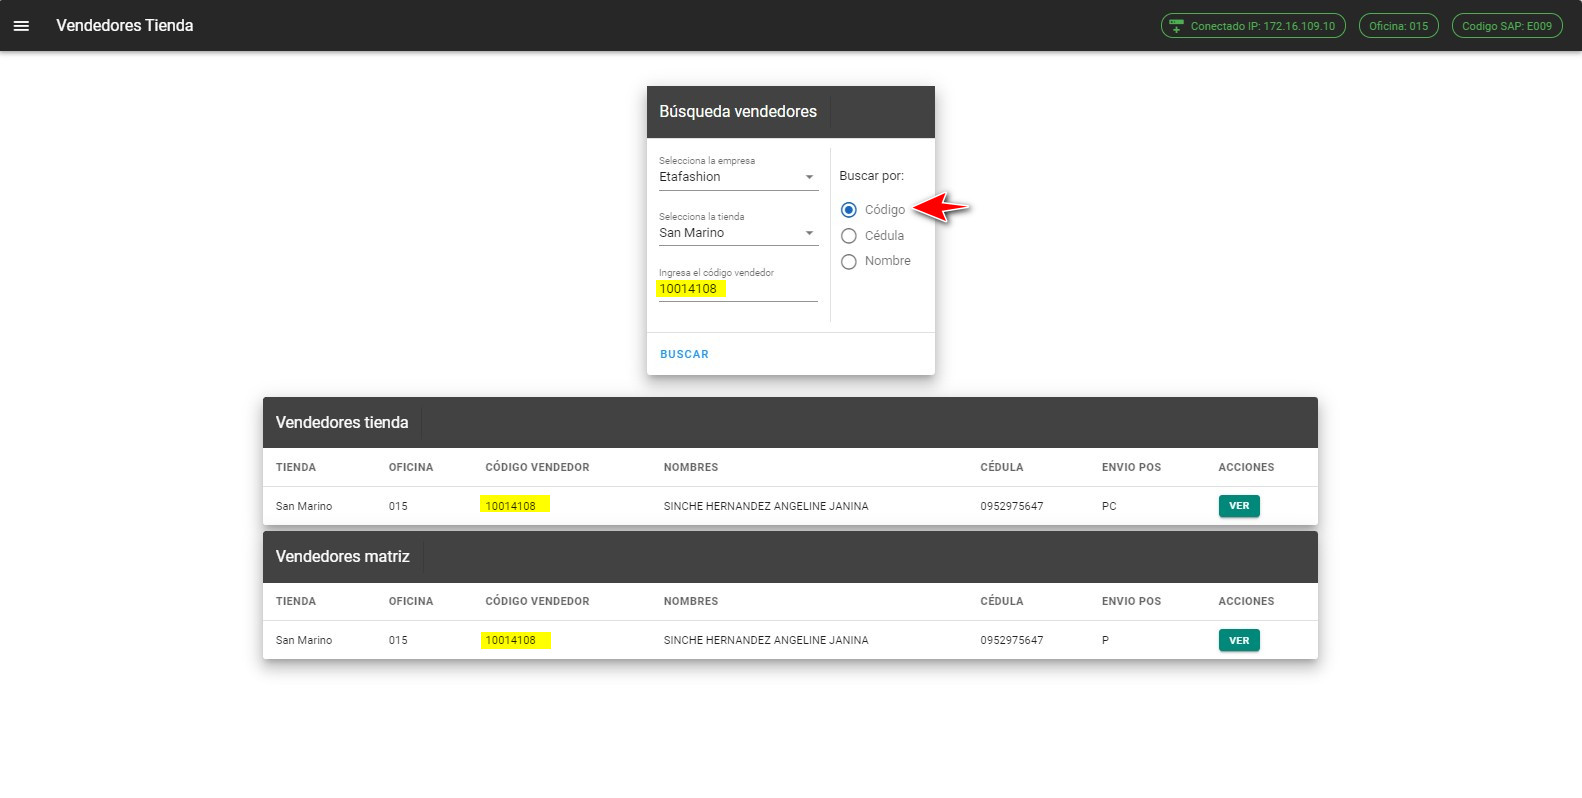 Vendedores Tienda
Conectado IP: 172.16.109.10
Oficina: 015
Codigo SAP: E009
Búsqueda vendedores
Selecciona la empresa
Etafashion
Selecciona la tienda
San Marino
Ingresa el código vendedor
10014108
Buscar por:
Código
Cédula
Nombre
BUSCAR
Vendedores tienda
TIENDA OFICINA CÓDIGO VENDEDOR NOMBRES CÉDULA ENVIO POS ACCIONES
San Marino 015 10014108 SINCHE HERNANDEZ ANGELINE JANINA 0952975647 PC VER
Vendedores matriz
TIENDA OFICINA CÓDIGO VENDEDOR NOMBRES CÉDULA ENVIO POS ACCIONES
San Marino 015 10014108 SINCHE HERNANDEZ ANGELINE JANINA 0952975647 P VER